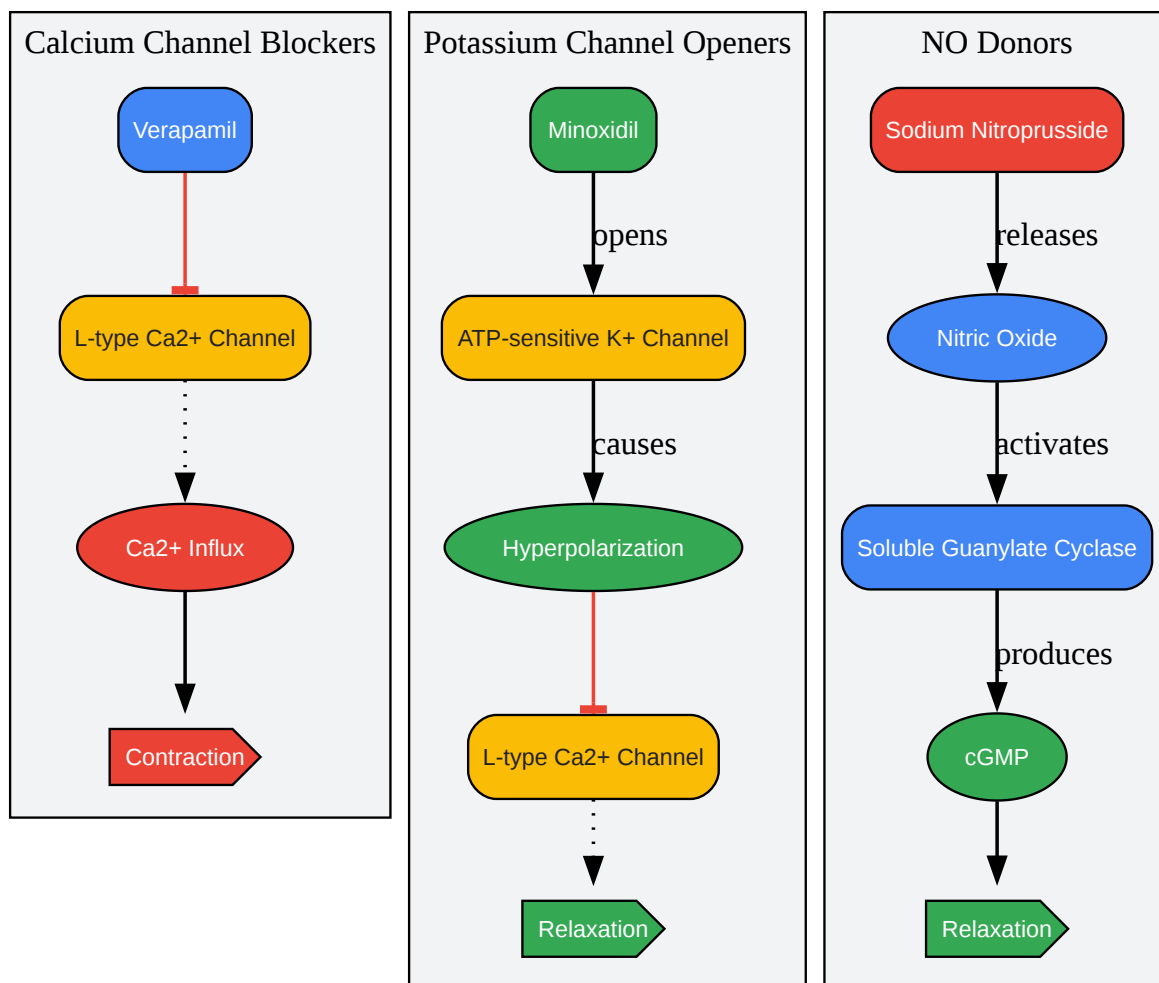 Calcium Channel Blockers
Verapamil
L-type Ca2+ Channel
Ca2+ Influx
Contraction
Potassium Channel Openers
Minoxidil
opens
ATP-sensitive K+ Channel
causes
Hyperpolarization
L-type Ca2+ Channel
Relaxation
NO Donors
Sodium Nitroprusside
releases
Nitric Oxide
activates
Soluble Guanylate Cyclase
produces
cGMP
Relaxation